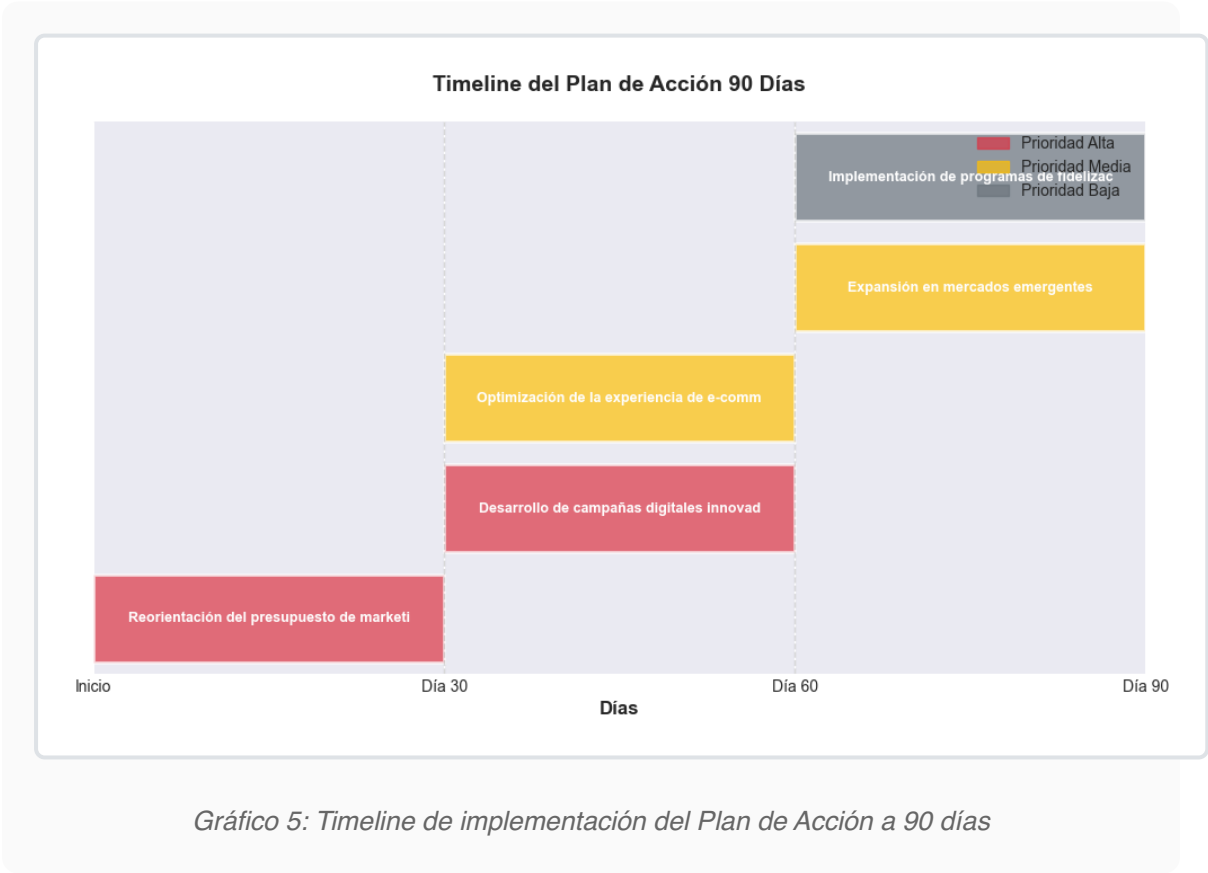 Timeline del Plan de Acción 90 Días
Prioridad Alta
Prioridad Media
Prioridad Baja
Implementación de programas de fidelizac
Expansión en mercados emergentes
Optimización de la experiencia de e-comm
Desarrollo de campañas digitales innovad
Reorientación del presupuesto de marketi
Inicio
Día 30
Día 60
Día 90
Días
Gráfico 5: Timeline de implementación del Plan de Acción a 90 días